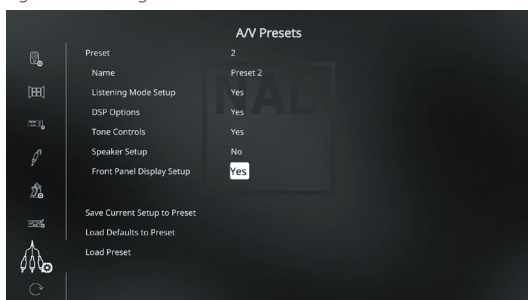 A/V Presets
Preset 2
Name Preset 2
Listening Mode Setup Yes
DSP Options Yes
Tone Controls Yes
Speaker Setup No
Front Panel Display Setup Yes
Save Current Setup to Preset
Load Defaults to Preset
Load Preset
NAD